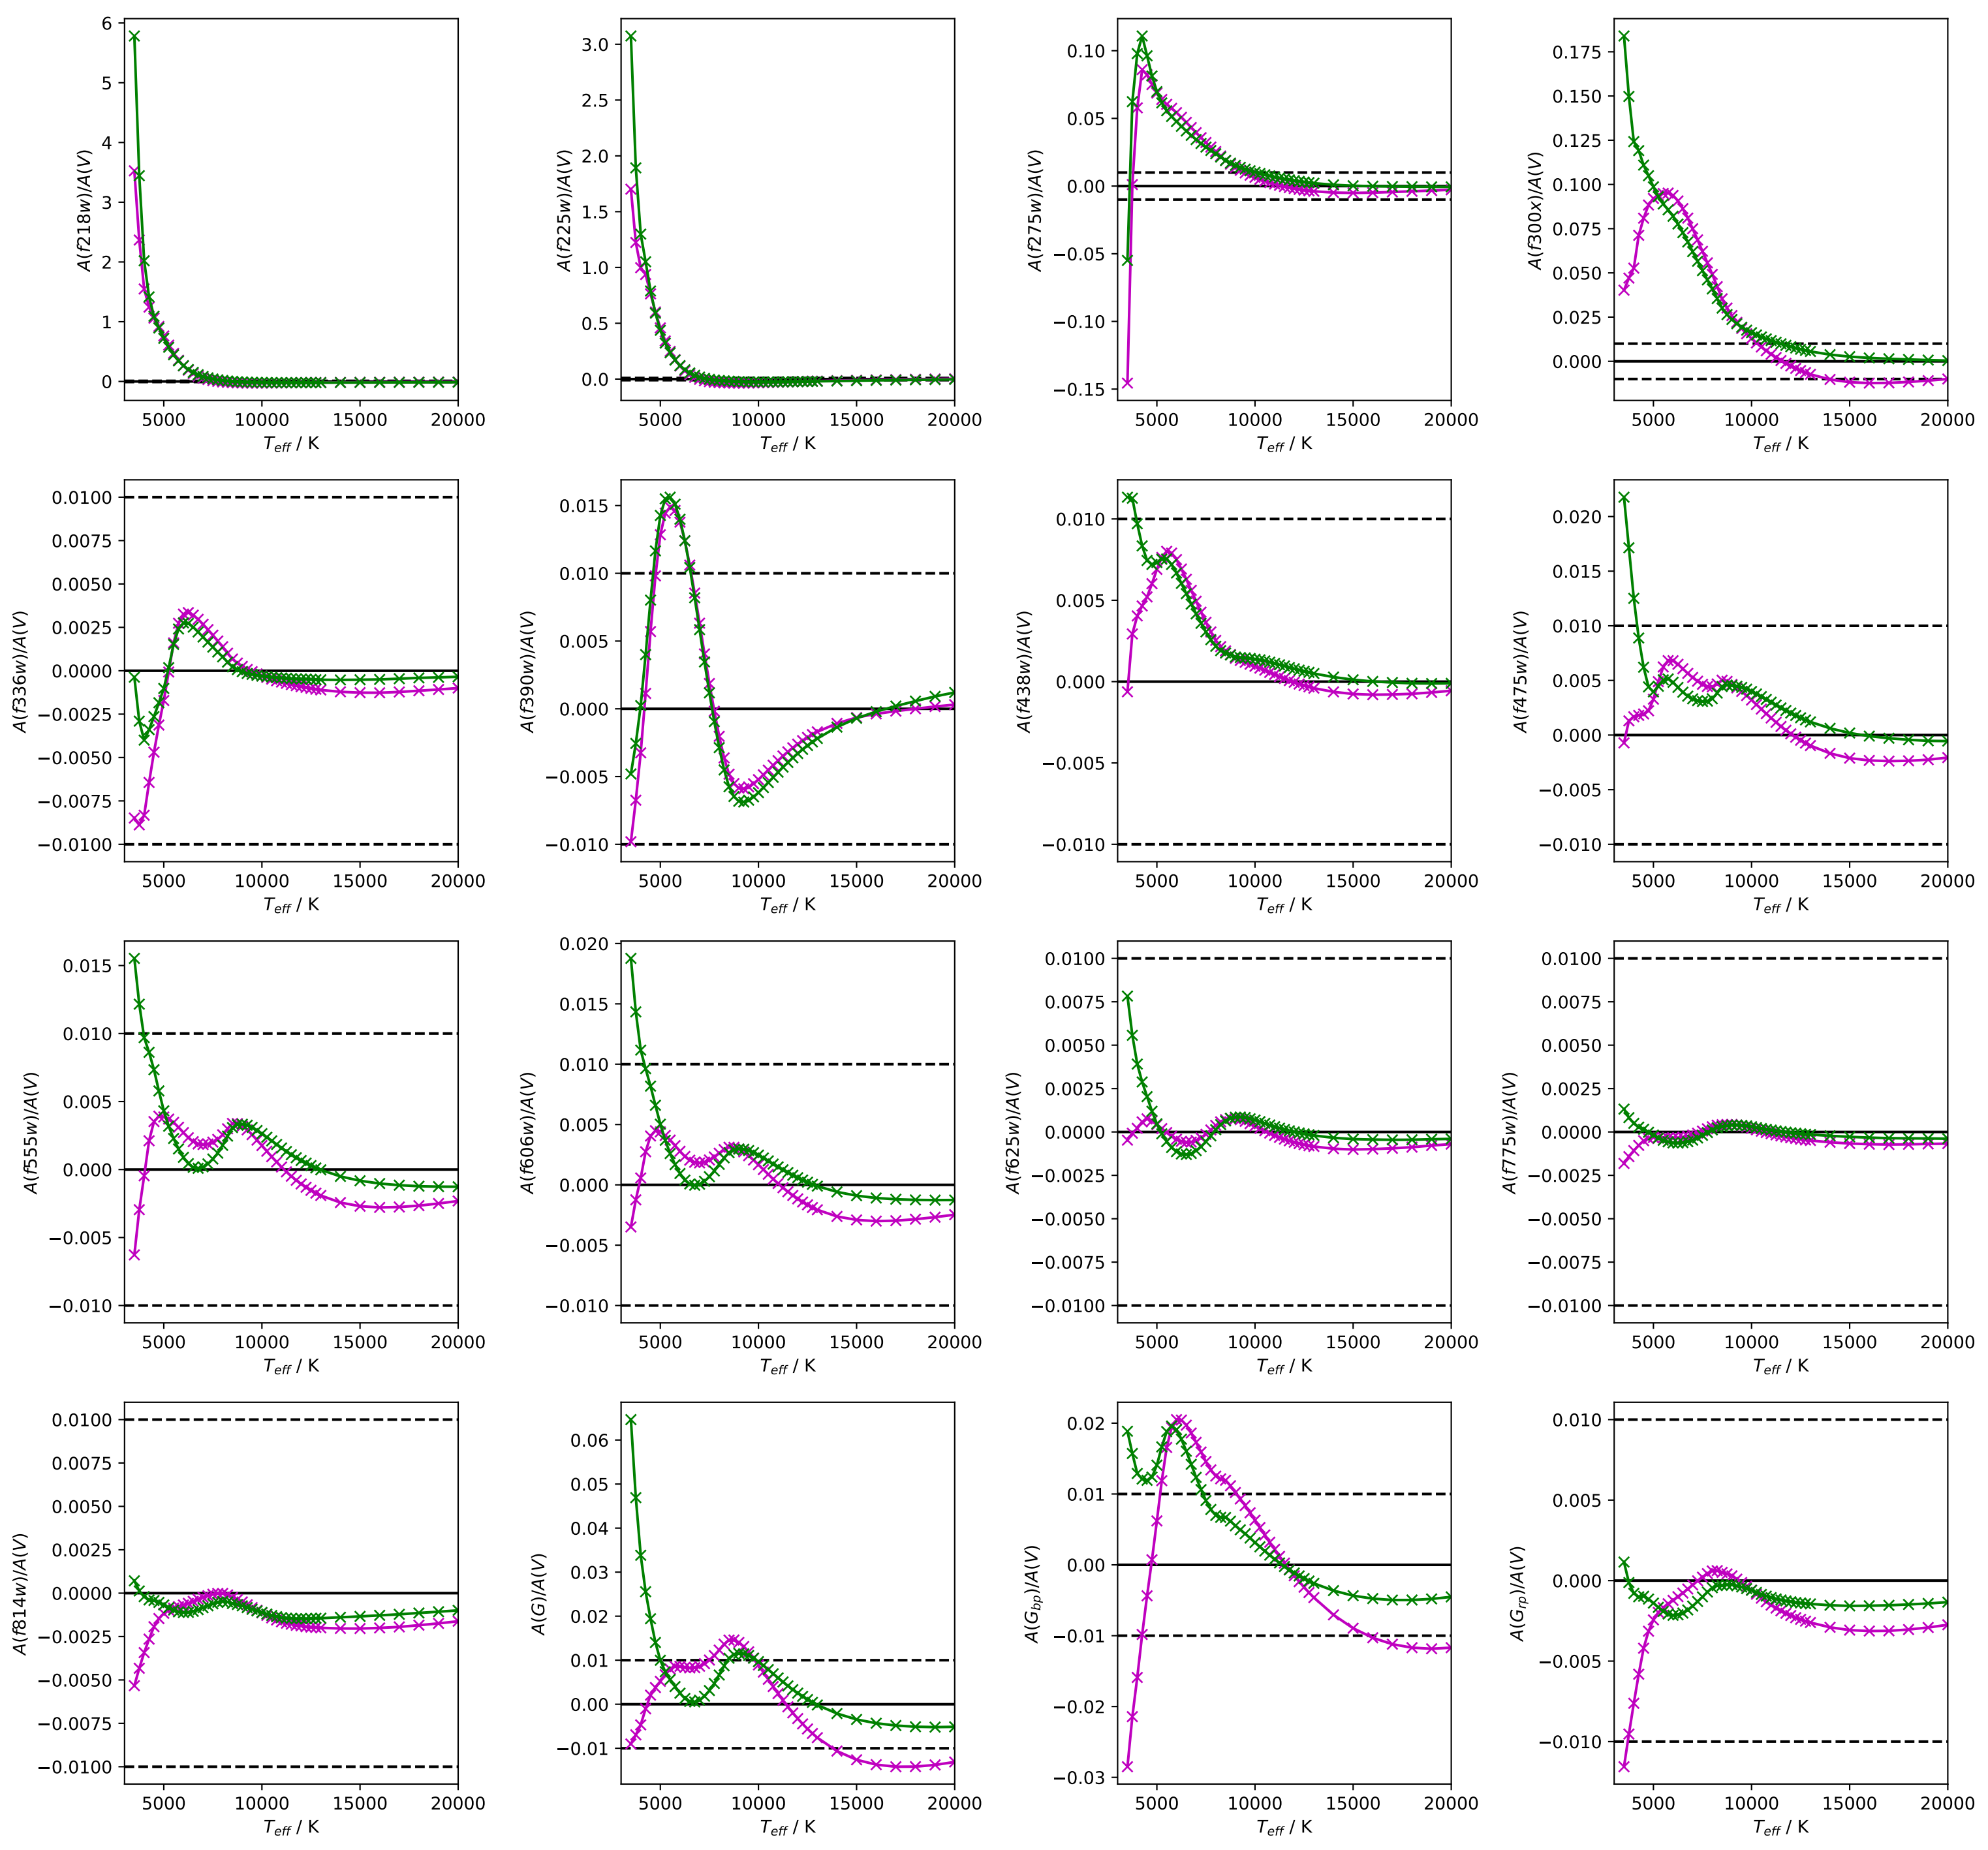 A(f218w)/A(V)
6
5
4
3
2
1
0
5000 10000 15000 20000
T_eff / K
A(f225w)/A(V)
3.0
2.5
2.0
1.5
1.0
0.5
0.0
5000 10000 15000 20000
T_eff / K
A(f275w)/A(V)
0.10
0.05
0.00
−0.05
−0.10
−0.15
5000 10000 15000 20000
T_eff / K
A(f300x)/A(V)
0.175
0.150
0.125
0.100
0.075
0.050
0.025
0.000
5000 10000 15000 20000
T_eff / K
A(f336w)/A(V)
0.0100
0.0075
0.0050
0.0025
0.0000
−0.0025
−0.0050
−0.0075
−0.0100
5000 10000 15000 20000
T_eff / K
A(f390w)/A(V)
0.015
0.010
0.005
0.000
−0.005
−0.010
5000 10000 15000 20000
T_eff / K
A(f438w)/A(V)
0.010
0.005
0.000
−0.005
−0.010
5000 10000 15000 20000
T_eff / K
A(f475w)/A(V)
0.020
0.015
0.010
0.005
0.000
−0.005
−0.010
5000 10000 15000 20000
T_eff / K
A(f555w)/A(V)
0.015
0.010
0.005
0.000
−0.005
−0.010
5000 10000 15000 20000
T_eff / K
A(f606w)/A(V)
0.020
0.015
0.010
0.005
0.000
−0.005
−0.010
5000 10000 15000 20000
T_eff / K
A(f625w)/A(V)
0.0100
0.0075
0.0050
0.0025
0.0000
−0.0025
−0.0050
−0.0075
−0.0100
5000 10000 15000 20000
T_eff / K
A(f775w)/A(V)
0.0100
0.0075
0.0050
0.0025
0.0000
−0.0025
−0.0050
−0.0075
−0.0100
5000 10000 15000 20000
T_eff / K
A(f814w)/A(V)
0.0100
0.0075
0.0050
0.0025
0.0000
−0.0025
−0.0050
−0.0075
−0.0100
5000 10000 15000 20000
T_eff / K
A(G)/A(V)
0.06
0.05
0.04
0.03
0.02
0.01
0.00
−0.01
5000 10000 15000 20000
T_eff / K
A(G_bp)/A(V)
0.02
0.01
0.00
−0.01
−0.02
−0.03
5000 10000 15000 20000
T_eff / K
A(G_rp)/A(V)
0.010
0.005
0.000
−0.005
−0.010
5000 10000 15000 20000
T_eff / K